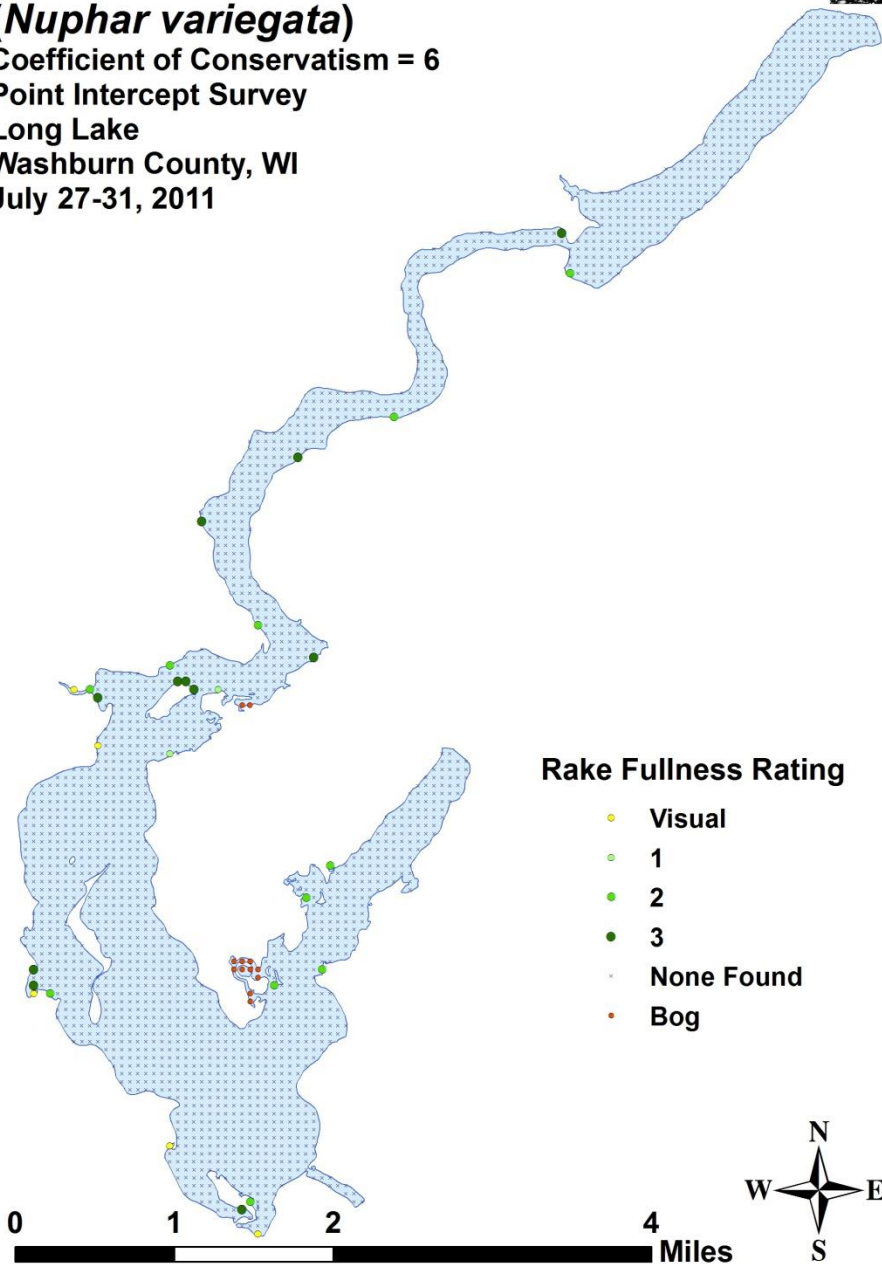 (Nuphar variegata)
Coefficient of Conservatism = 6
Point Intercept Survey
Long Lake
Washburn County, WI
July 27-31, 2011
Rake Fullness Rating
Visual
1
2
3
None Found
Bog
N
W E
S
0 1 2 4
Miles